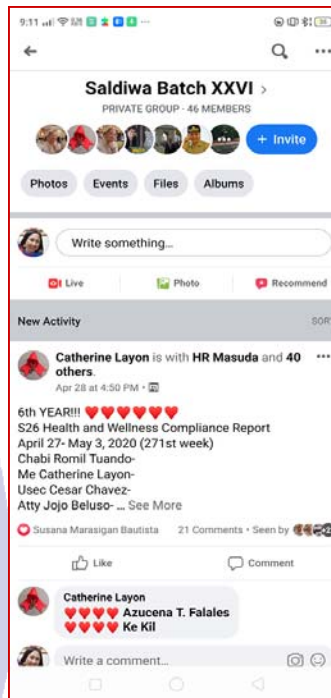 9:11
Saldiwa Batch XXVI >
PRIVATE GROUP · 46 MEMBERS
+ Invite
Photos Events Files Albums
Write something...
Live Photo Recommend
New Activity SORT
Catherine Layon is with HR Masuda and 40 ...
others.
Apr 28 at 4:50 PM ·
6th YEAR!!! ❤❤❤❤❤❤
S26 Health and Wellness Compliance Report
April 27- May 3, 2020 (271st week)
Chabi Romil Tuando-
Me Catherine Layon-
Usec Cesar Chavez-
Atty Jojo Beluso- ... See More
Susana Marasigan Bautista 21 Comments · Seen by
Like Comment
Catherine Layon
❤❤❤❤ Azucena T. Falales
❤❤❤❤ Ke Kil
Write a comment...